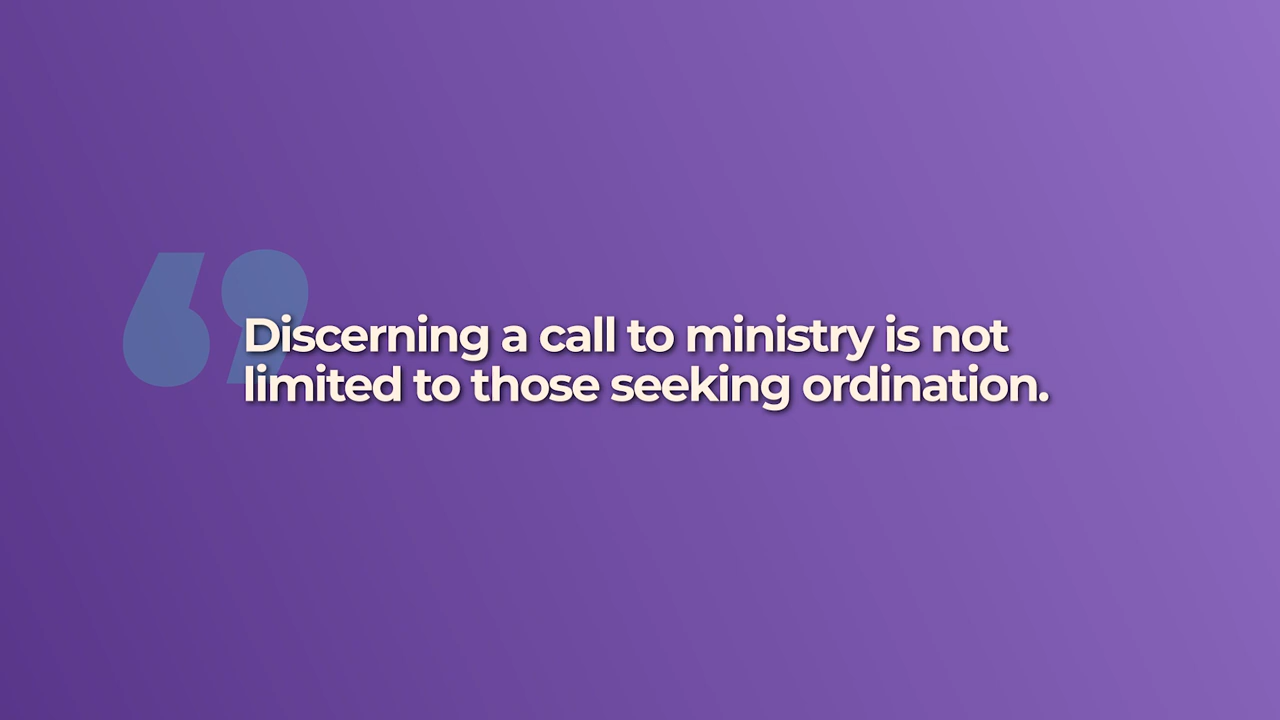 Discerning a call to ministry is not
limited to those seeking ordination.